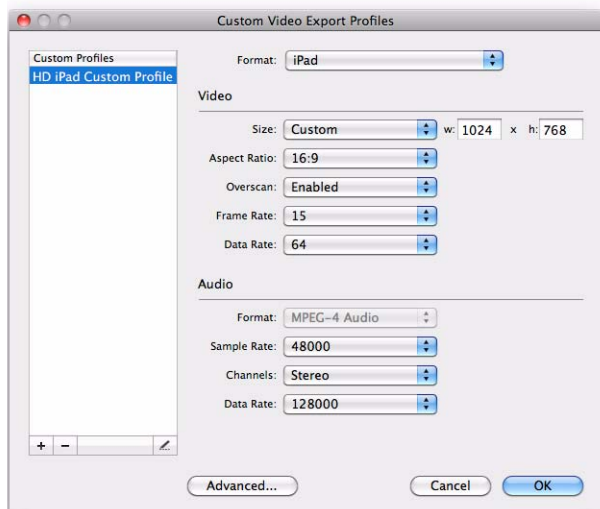 Custom Video Export Profiles
Custom Profiles
HD iPad Custom Profile
Format: iPad
Video
Size: Custom w: 1024 x h: 768
Aspect Ratio: 16:9
Overscan: Enabled
Frame Rate: 15
Data Rate: 64
Audio
Format: MPEG-4 Audio
Sample Rate: 48000
Channels: Stereo
Data Rate: 128000
+ −
Advanced... Cancel OK